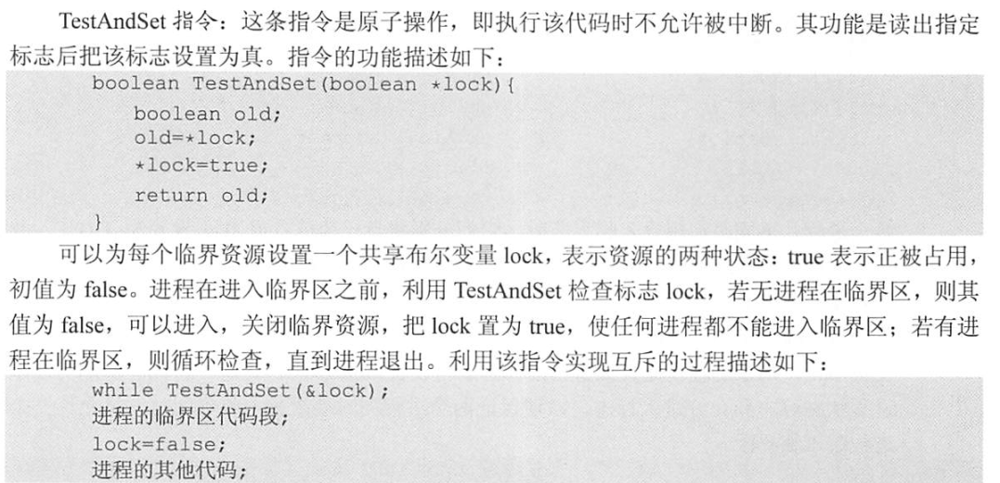 TestAndSet 指令：这条指令是原子操作，即执行该代码时不允许被中断。其功能是读出指定
标志后把该标志设置为真。指令的功能描述如下：
boolean TestAndSet(boolean *lock){
boolean old;
old=*lock;
*lock=true;
return old;
}
可以为每个临界资源设置一个共享布尔变量 lock，表示资源的两种状态：true 表示正被占用，
初值为 false。进程在进入临界区之前，利用 TestAndSet 检查标志 lock，若无进程在临界区，则其
值为 false，可以进入，关闭临界资源，把 lock 置为 true，使任何进程都不能进入临界区；若有进
程在临界区，则循环检查，直到进程退出。利用该指令实现互斥的过程描述如下：
while TestAndSet(&lock);
进程的临界区代码段;
lock=false;
进程的其他代码;